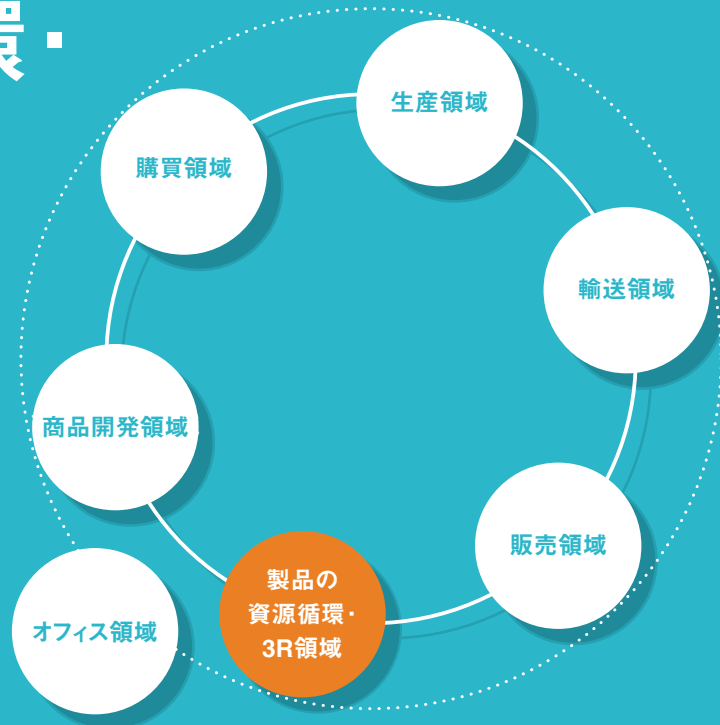 環・
生産領域
購買領域
輸送領域
商品開発領域
販売領域
製品の
資源循環・
3R領域
オフィス領域